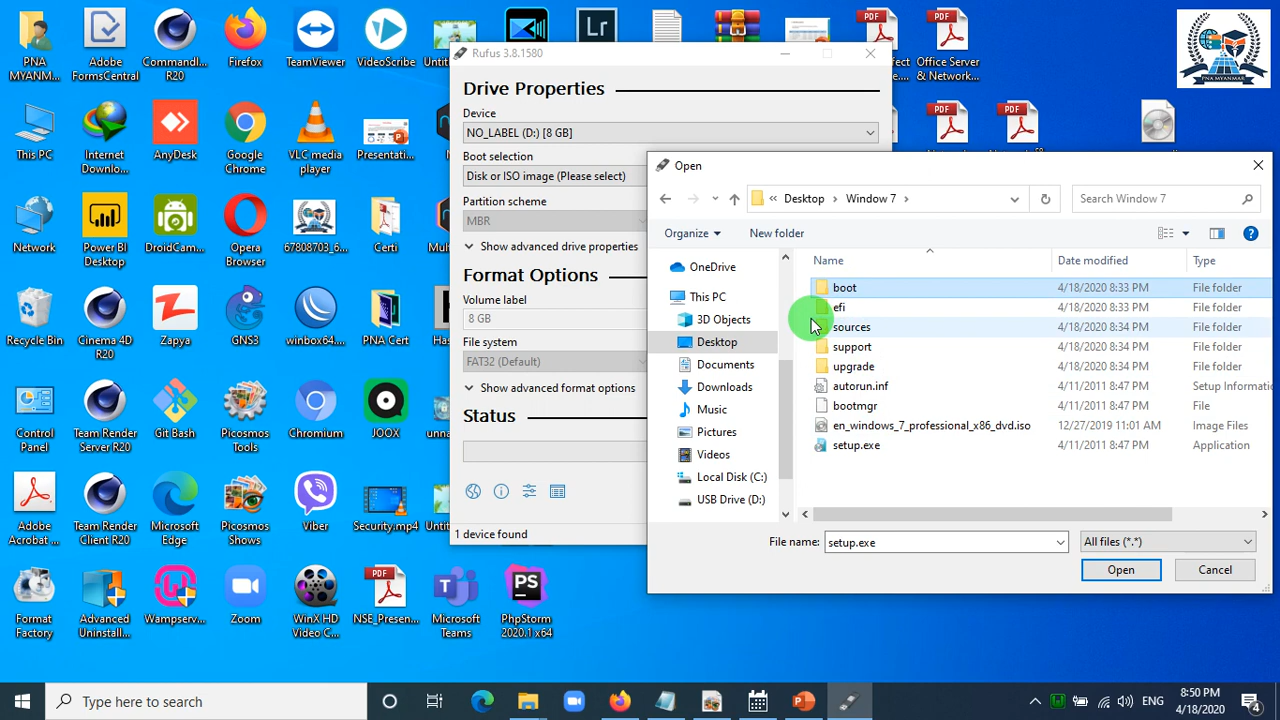 PNA
MYANM...
Adobe
FormsCentral
Commandl...
R20
Firefox
TeamViewer
VideoScribe
Lr
PDF
PDF
Office Server
& Network...
PNA MYANMAR
This PC
Internet
Downlo...
AnyDesk
Google
Chrome
VLC media
player
Presentati...
PDF
PDF
Network
Power BI
Desktop
DroidCam...
Opera
Browser
67808703_6...
Certi
Recycle Bin
Cinema 4D
R20
Zapya
GNS3
winbox64...
PNA Cert
Control
Panel
Team Render
Server R20
Git Bash
Picosmos
Tools
Chromium
JOOX
Adobe
Acrobat ...
Team Render
Client R20
Microsoft
Edge
Picosmos
Shows
Viber
Security.mp4
Format
Factory
Advanced
Uninstall...
Wampserv...
Zoom
WinX HD
Video C...
PDF
NSE_Presen...
Microsoft
Teams
PS
PhpStorm
2020.1 x64
Rufus 3.8.1580
Drive Properties
Device
NO_LABEL (D:) [8 GB]
Boot selection
Disk or ISO image (Please select)
Partition scheme
MBR
Show advanced drive properties
Format Options
Volume label
8 GB
File system
FAT32 (Default)
Show advanced format options
Status
1 device found
Open
« Desktop › Window 7 ›
Search Window 7
Organize
New folder
OneDrive
This PC
3D Objects
Desktop
Documents
Downloads
Music
Pictures
Videos
Local Disk (C:)
USB Drive (D:)
Name Date modified Type
boot 4/18/2020 8:33 PM File folder
efi 4/18/2020 8:33 PM File folder
sources 4/18/2020 8:34 PM File folder
support 4/18/2020 8:34 PM File folder
upgrade 4/18/2020 8:34 PM File folder
autorun.inf 4/11/2011 8:47 PM Setup Informatio
bootmgr 4/11/2011 8:47 PM File
en_windows_7_professional_x86_dvd.iso 12/27/2019 11:01 AM Image Files
setup.exe 4/11/2011 8:47 PM Application
File name: setup.exe
All files (*.*)
Open Cancel
Type here to search
ENG
8:50 PM
4/18/2020
4